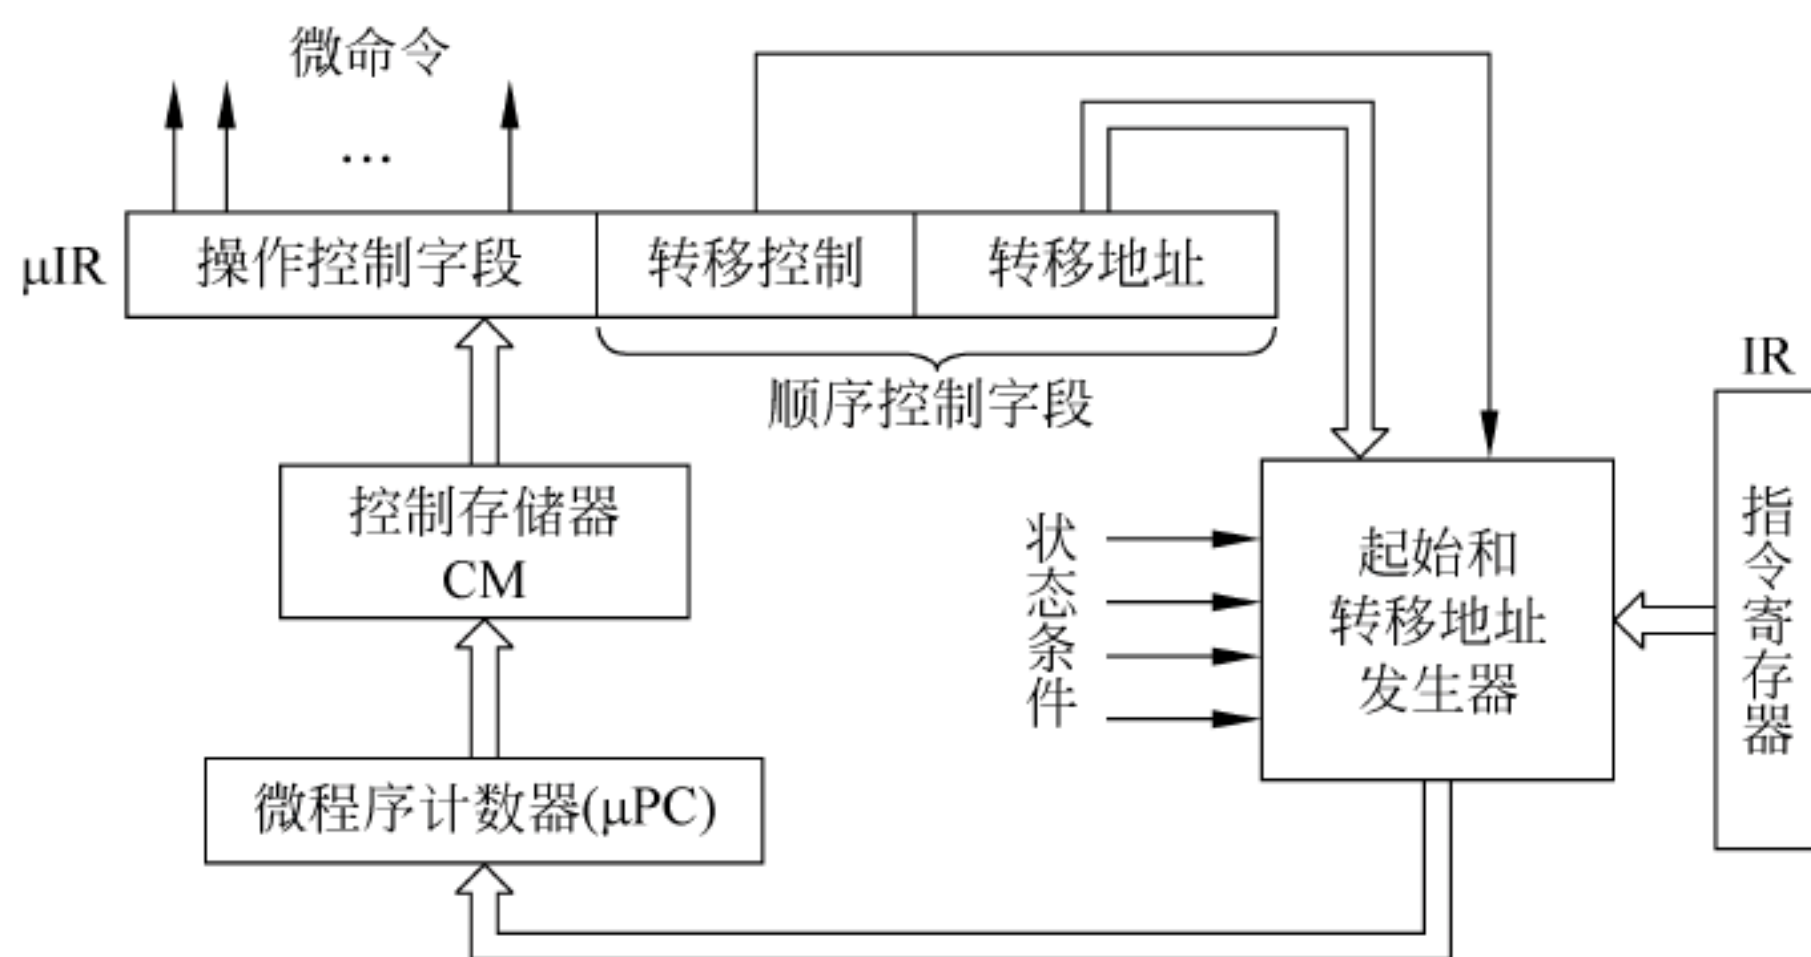 微命令
…
μIR
操作控制字段
转移控制
转移地址
顺序控制字段
IR
控制存储器
CM
状态条件
起始和
转移地址
发生器
指令寄存器
微程序计数器(μPC)